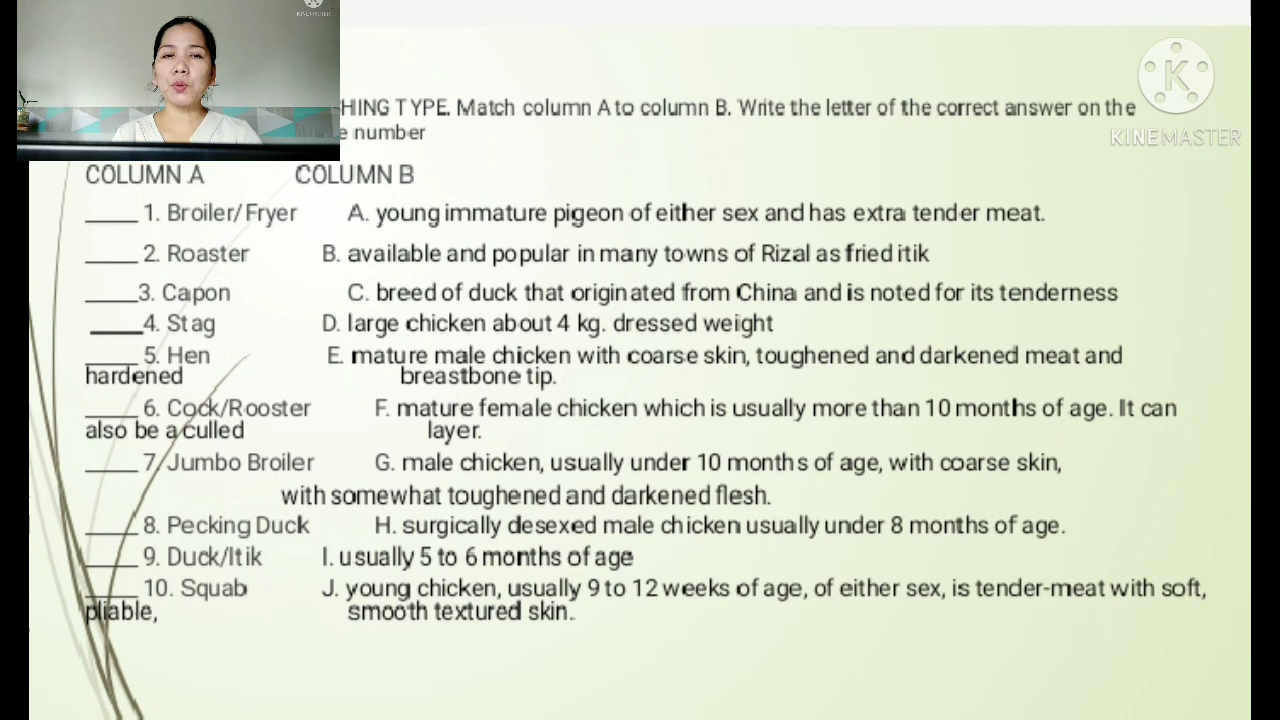 KINEMASTER
HING TYPE. Match column A to column B. Write the letter of the correct answer on the
e number
KINEMASTER
COLUMN A COLUMN B
_____ 1. Broiler/Fryer A. young immature pigeon of either sex and has extra tender meat.
_____ 2. Roaster B. available and popular in many towns of Rizal as fried itik
_____3. Capon C. breed of duck that originated from China and is noted for its tenderness
_____4. Stag D. large chicken about 4 kg. dressed weight
_____ 5. Hen E. mature male chicken with coarse skin, toughened and darkened meat and
hardened breastbone tip.
_____ 6. Cock/Rooster F. mature female chicken which is usually more than 10 months of age. It can
also be a culled layer.
_____ 7. Jumbo Broiler G. male chicken, usually under 10 months of age, with coarse skin,
with somewhat toughened and darkened flesh.
_____ 8. Pecking Duck H. surgically desexed male chicken usually under 8 months of age.
_____ 9. Duck/Itik I. usually 5 to 6 months of age
_____ 10. Squab J. young chicken, usually 9 to 12 weeks of age, of either sex, is tender-meat with soft,
pliable, smooth textured skin..